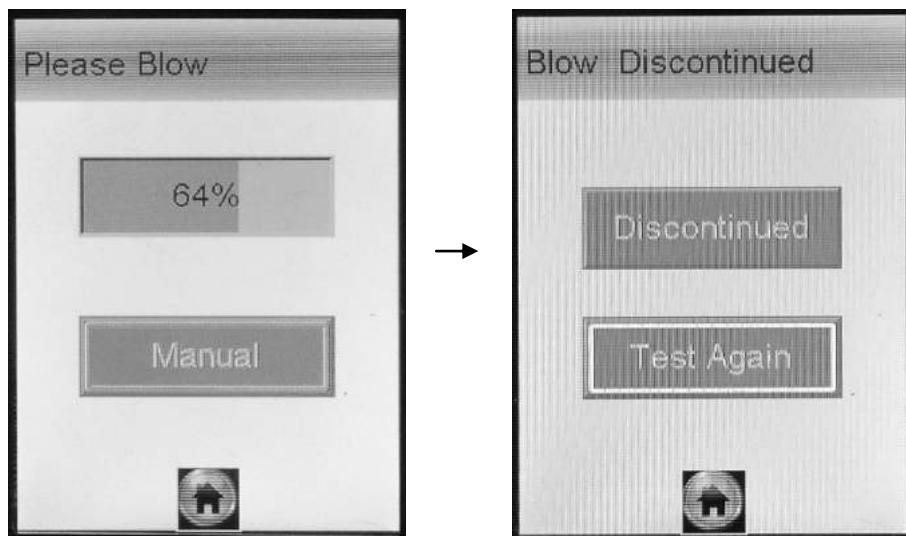 Please Blow
64%
Manual
Blow Discontinued
Discontinued
Test Again